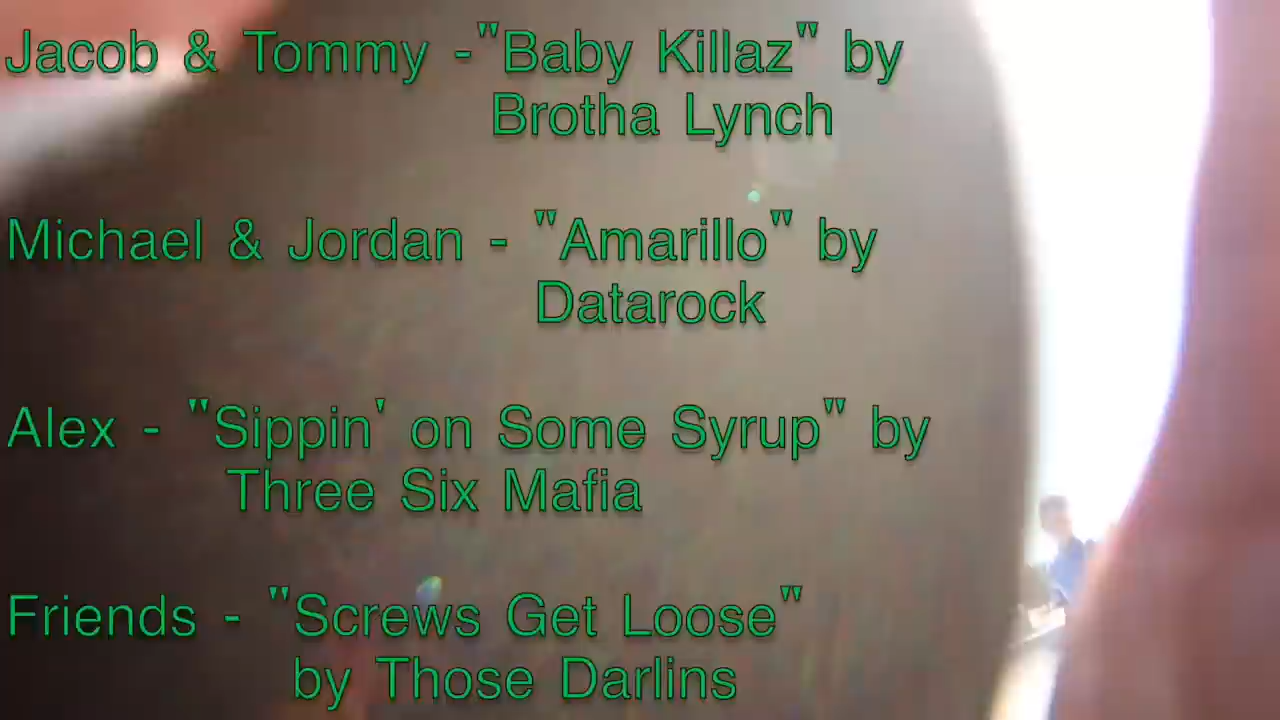 Jacob & Tommy -"Baby Killaz" by
Brotha Lynch
Michael & Jordan - "Amarillo" by
Datarock
Alex - "Sippin' on Some Syrup" by
Three Six Mafia
Friends - "Screws Get Loose"
by Those Darlins